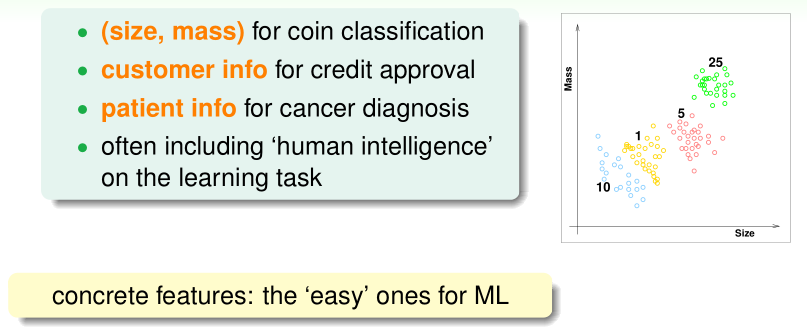 (size, mass) for coin classification
customer info for credit approval
patient info for cancer diagnosis
often including ‘human intelligence’
on the learning task
Mass
25
5
1
10
Size
concrete features: the ‘easy’ ones for ML